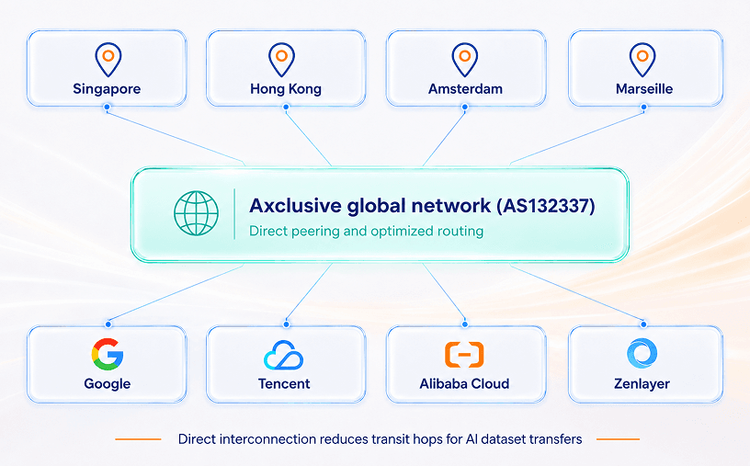 Singapore
Hong Kong
Amsterdam
Marseille
Axclusive global network (AS132337)
Direct peering and optimized routing
Google
Tencent
Alibaba Cloud
Zenlayer
Direct interconnection reduces transit hops for AI dataset transfers